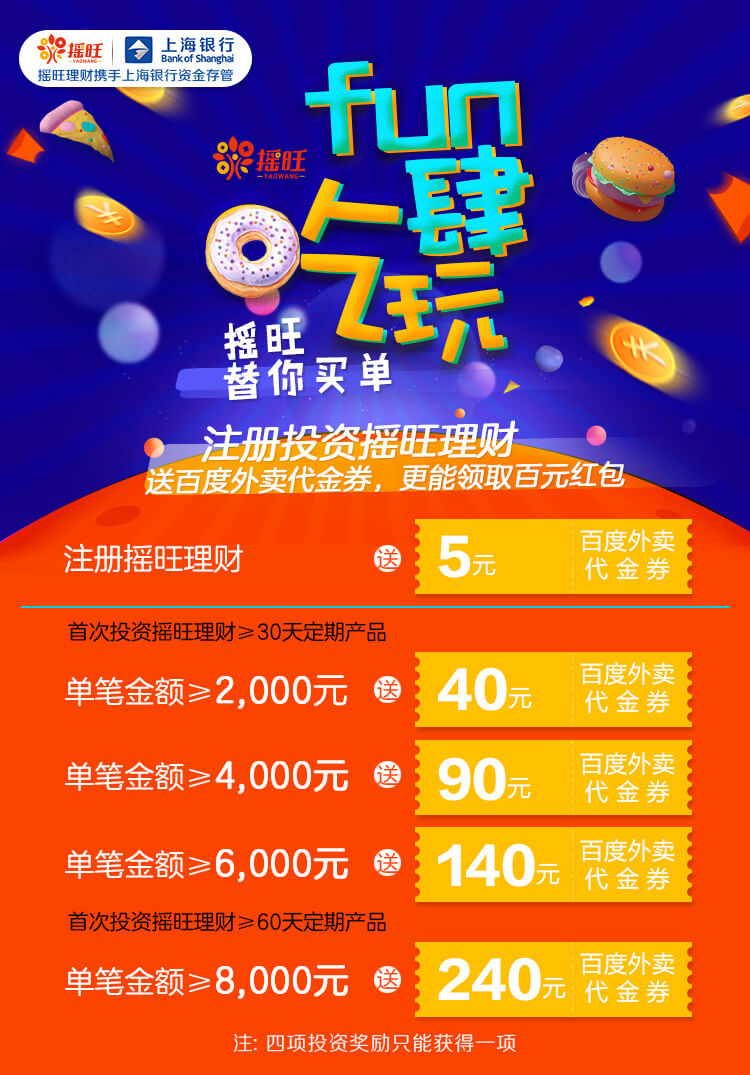 摇旺
YAOWANG
上海银行
Bank of Shanghai
摇旺理财携手上海银行资金存管
fun
摇旺
YAOWANG
肆
吃玩
摇旺
替你买单
注册投资摇旺理财
送百度外卖代金券，更能领取百元红包
注册摇旺理财 送 5元 百度外卖
代金券
首次投资摇旺理财≥30天定期产品
单笔金额≥2,000元 送 40元 百度外卖
代金券
单笔金额≥4,000元 送 90元 百度外卖
代金券
单笔金额≥6,000元 送 140元 百度外卖
代金券
首次投资摇旺理财≥60天定期产品
单笔金额≥8,000元 送 240元 百度外卖
代金券
注: 四项投资奖励只能获得一项